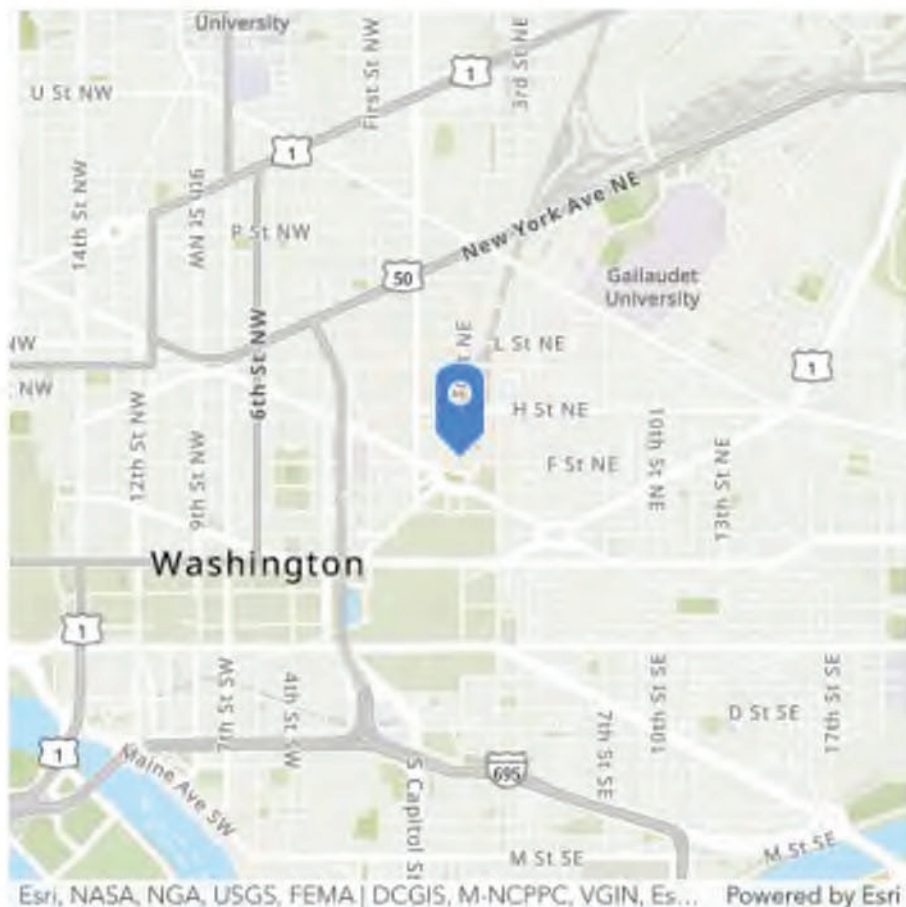 University
1
U St NW
First St NW
3rd St NE
1
14th St NW
9th St NW
P St NW
New York Ave NE
50
Gallaudet
University
NW
6th St NW
St NE
L St NE
1
NW
12th St NW
9th St NW
H St NE
10th St NE
F St NE
13th St NE
Washington
1
7th St SW
4th St SW
10th St SE
17th St SE
D St SE
7th St SE
1
Maine Ave SW
695
S Capitol St
M St SE
M St SE
Esri, NASA, NGA, USGS, FEMA | DCGIS, M-NCPPC, VGIN, Es...
Powered by Esri